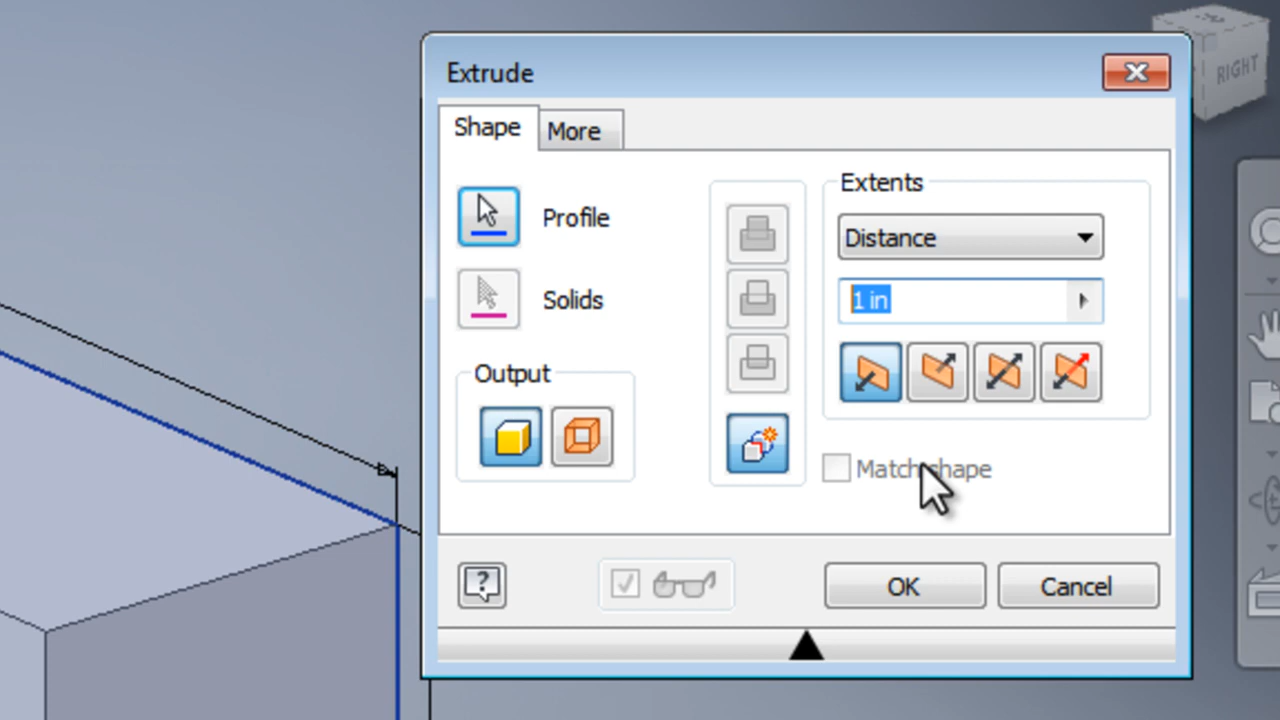 Extrude
RIGHT
Shape
More
Extents
Profile
Distance
Solids
1 in
Output
Match shape
?
OK
Cancel